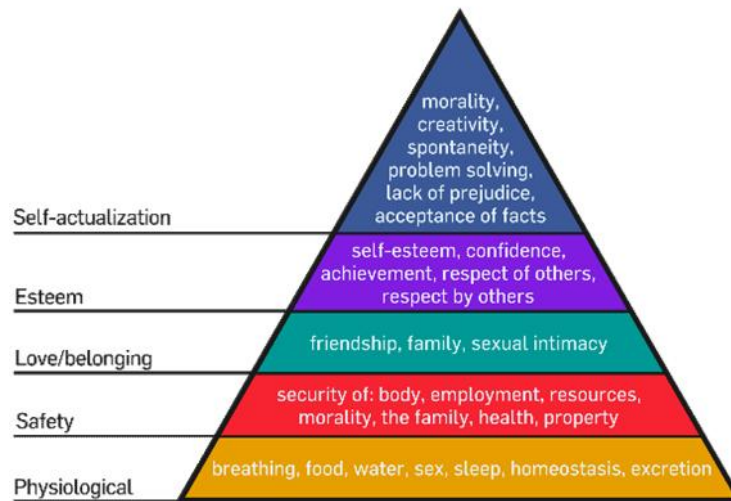 morality,
creativity,
spontaneity,
problem solving,
lack of prejudice,
acceptance of facts
Self-actualization
self-esteem, confidence,
achievement, respect of others,
respect by others
Esteem
friendship, family, sexual intimacy
Love/belonging
security of: body, employment, resources,
morality, the family, health, property
Safety
breathing, food, water, sex, sleep, homeostasis, excretion
Physiological